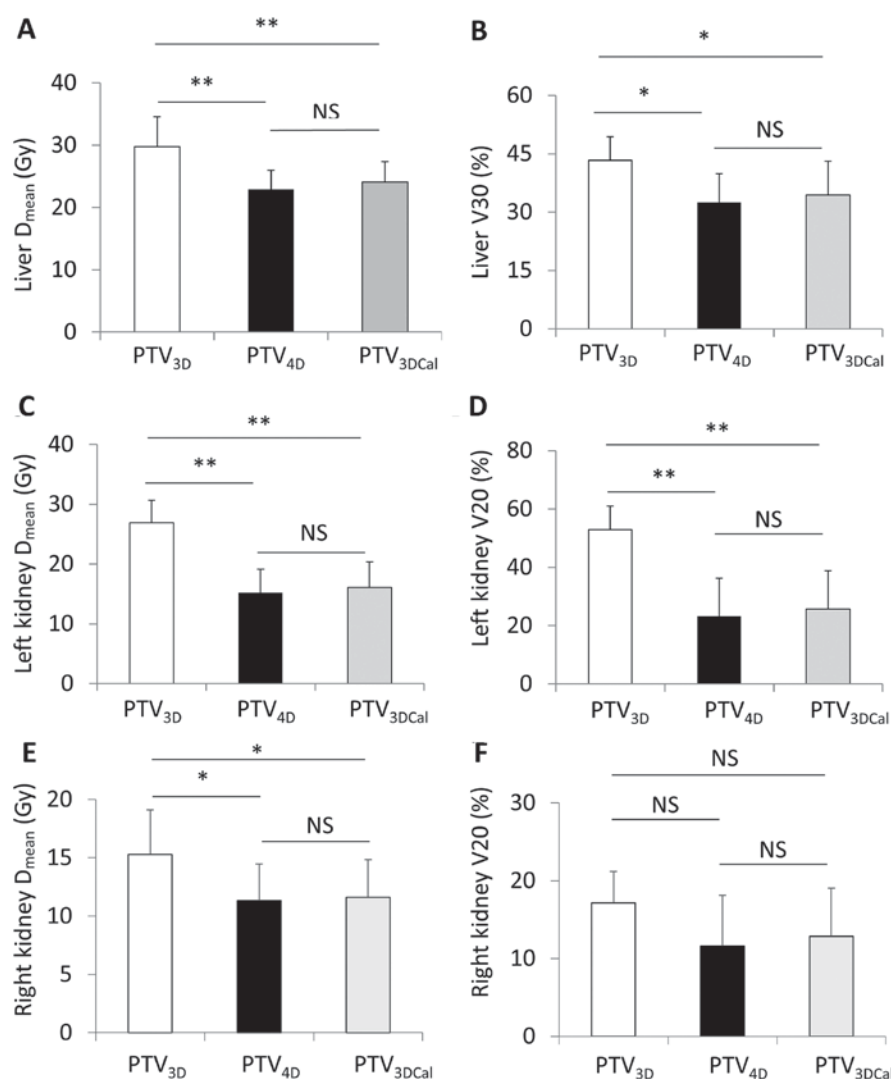 A
**
**
NS
40
30
20
10
0
Liver Dmean (Gy)
PTV3D PTV4D PTV3DCal
B
*
*
NS
60
45
30
15
0
Liver V30 (%)
PTV3D PTV4D PTV3DCal
C
**
**
NS
40
30
20
10
0
Left kidney Dmean (Gy)
PTV3D PTV4D PTV3DCal
D
**
**
NS
80
60
40
20
0
Left kidney V20 (%)
PTV3D PTV4D PTV3DCal
E
*
*
NS
20
15
10
5
0
Right kidney Dmean (Gy)
PTV3D PTV4D PTV3DCal
F
NS
NS
NS
30
20
10
0
Right kidney V20 (%)
PTV3D PTV4D PTV3DCal